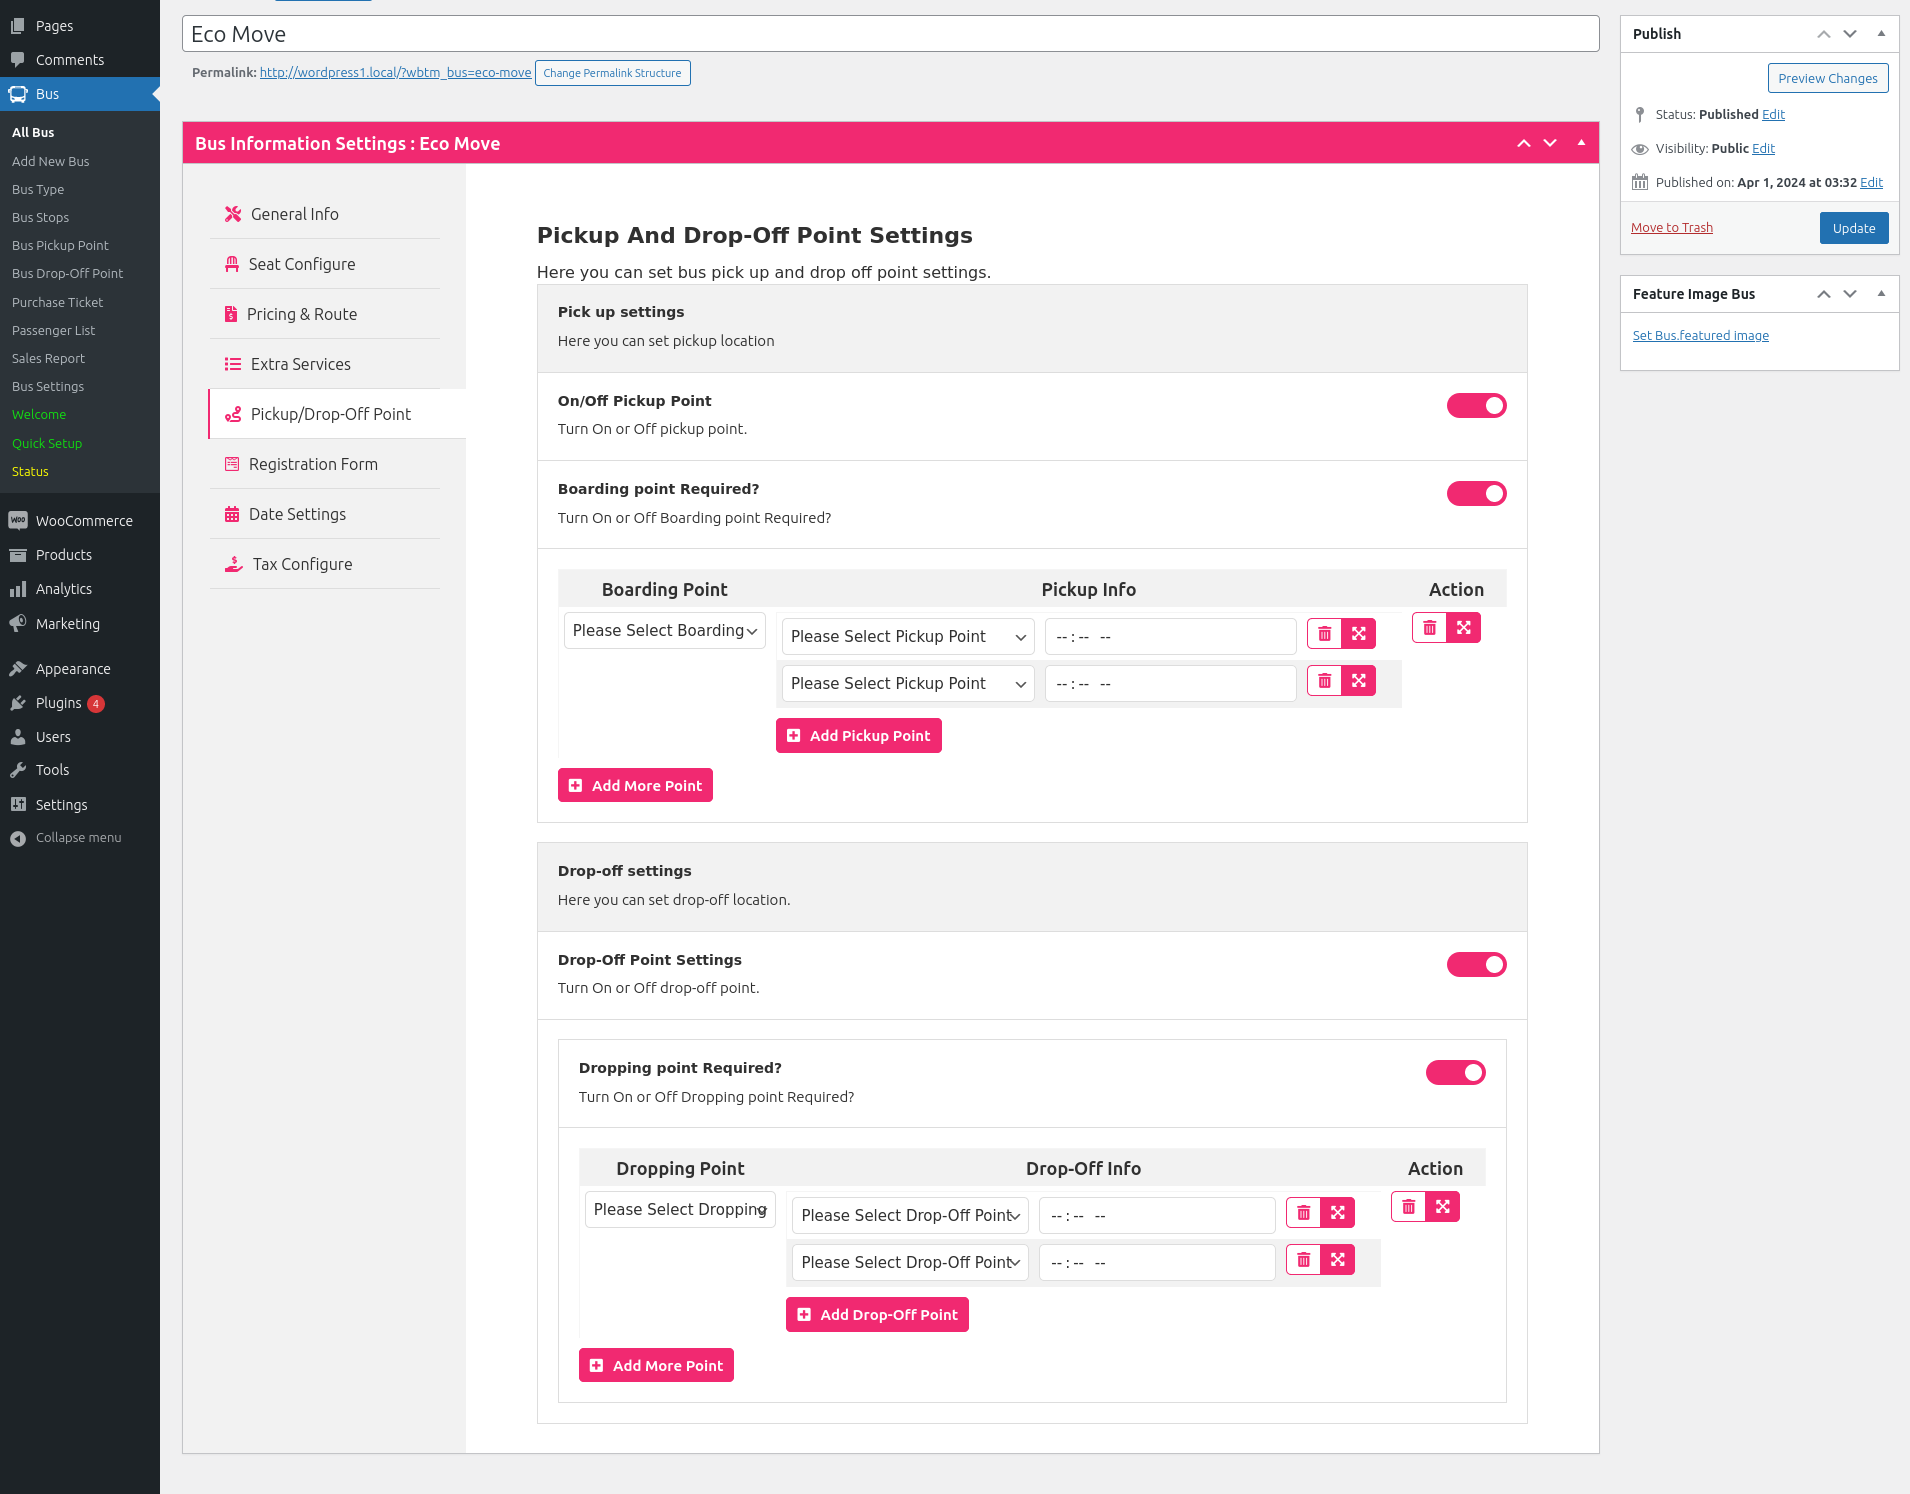 Pages
Comments
Bus
All Bus
Add New Bus
Bus Type
Bus Stops
Bus Pickup Point
Bus Drop-Off Point
Purchase Ticket
Passenger List
Sales Report
Bus Settings
Welcome
Quick Setup
Status
WooCommerce
Products
Analytics
Marketing
Appearance
Plugins 4
Users
Tools
Settings
Collapse menu
Eco Move
Permalink: http://wordpress1.local/?wbtm_bus=eco-move Change Permalink Structure
Bus Information Settings : Eco Move
General Info
Seat Configure
Pricing & Route
Extra Services
Pickup/Drop-Off Point
Registration Form
Date Settings
Tax Configure
Pickup And Drop-Off Point Settings
Here you can set bus pick up and drop off point settings.
Pick up settings
Here you can set pickup location
On/Off Pickup Point
Turn On or Off pickup point.
Boarding point Required?
Turn On or Off Boarding point Required?
Boarding Point Pickup Info Action
Please Select Boarding Please Select Pickup Point -- : -- --
Please Select Pickup Point -- : -- --
Add Pickup Point
Add More Point
Drop-off settings
Here you can set drop-off location.
Drop-Off Point Settings
Turn On or Off drop-off point.
Dropping point Required?
Turn On or Off Dropping point Required?
Dropping Point Drop-Off Info Action
Please Select Dropping Please Select Drop-Off Point -- : -- --
Please Select Drop-Off Point -- : -- --
Add Drop-Off Point
Add More Point
Publish
Preview Changes
Status: Published Edit
Visibility: Public Edit
Published on: Apr 1, 2024 at 03:32 Edit
Move to Trash Update
Feature Image Bus
Set Bus.featured image